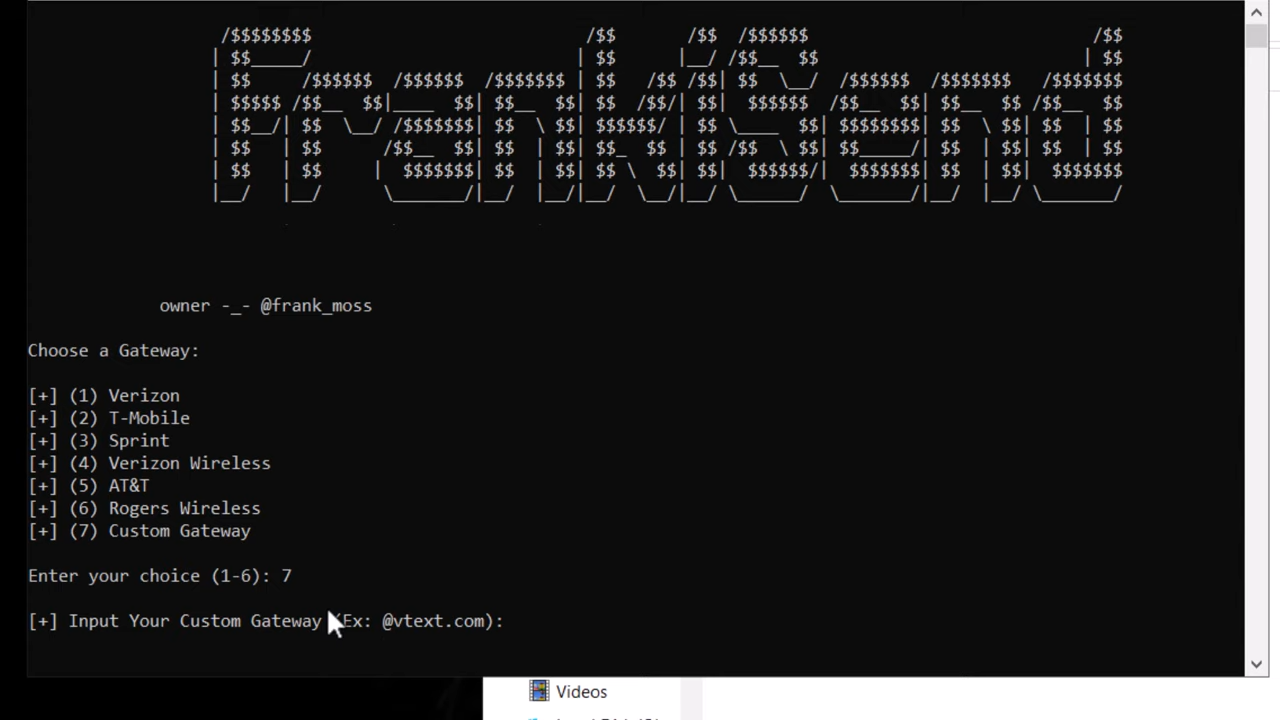 FrankiSend
owner -_- @frank_moss
Choose a Gateway:
[+] (1) Verizon
[+] (2) T-Mobile
[+] (3) Sprint
[+] (4) Verizon Wireless
[+] (5) AT&T
[+] (6) Rogers Wireless
[+] (7) Custom Gateway
Enter your choice (1-6): 7
[+] Input Your Custom Gateway (Ex: @vtext.com):
Videos